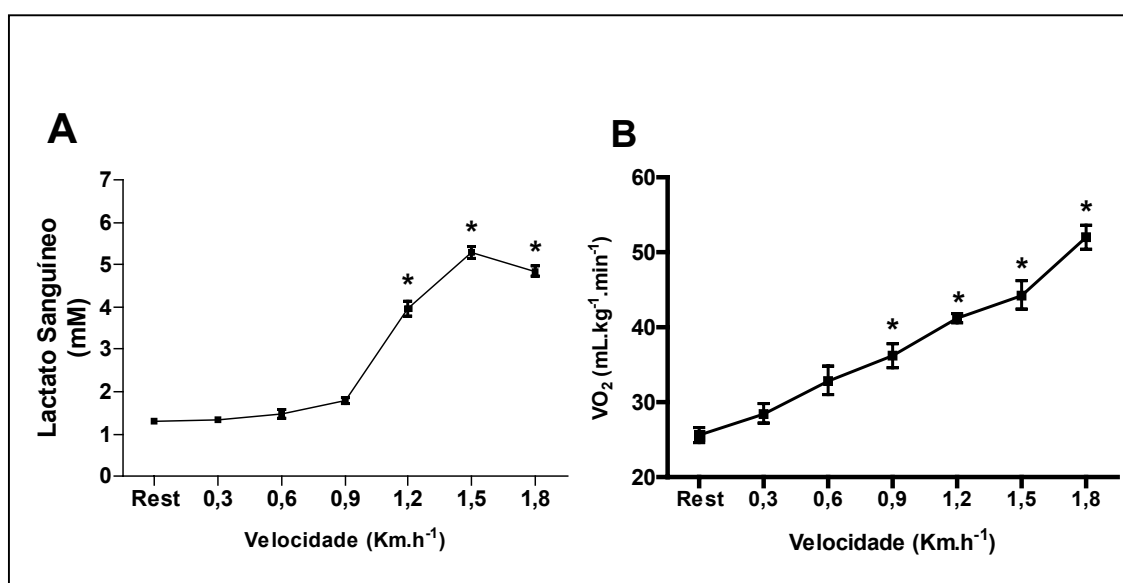 A
Lactato Sanguíneo
(mM)
7
6
5
4
3
2
1
0
*
*
*
Rest 0,3 0,6 0,9 1,2 1,5 1,8
Velocidade (Km.h⁻¹)
B
VO₂ (mL.kg⁻¹.min⁻¹)
60
50
40
30
20
*
*
*
*
Rest 0,3 0,6 0,9 1,2 1,5 1,8
Velocidade (Km.h⁻¹)